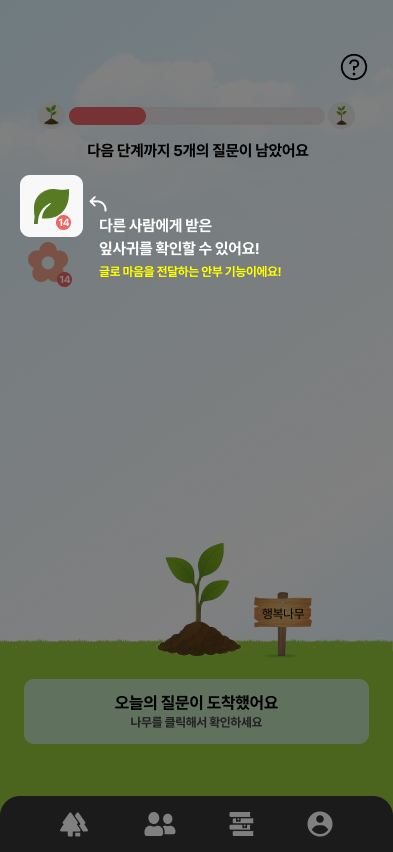 다음 단계까지 5개의 질문이 남았어요
14
다른 사람에게 받은
잎사귀를 확인할 수 있어요!
글로 마음을 전달하는 안부 기능이에요!
14
행복나무
오늘의 질문이 도착했어요
나무를 클릭해서 확인하세요